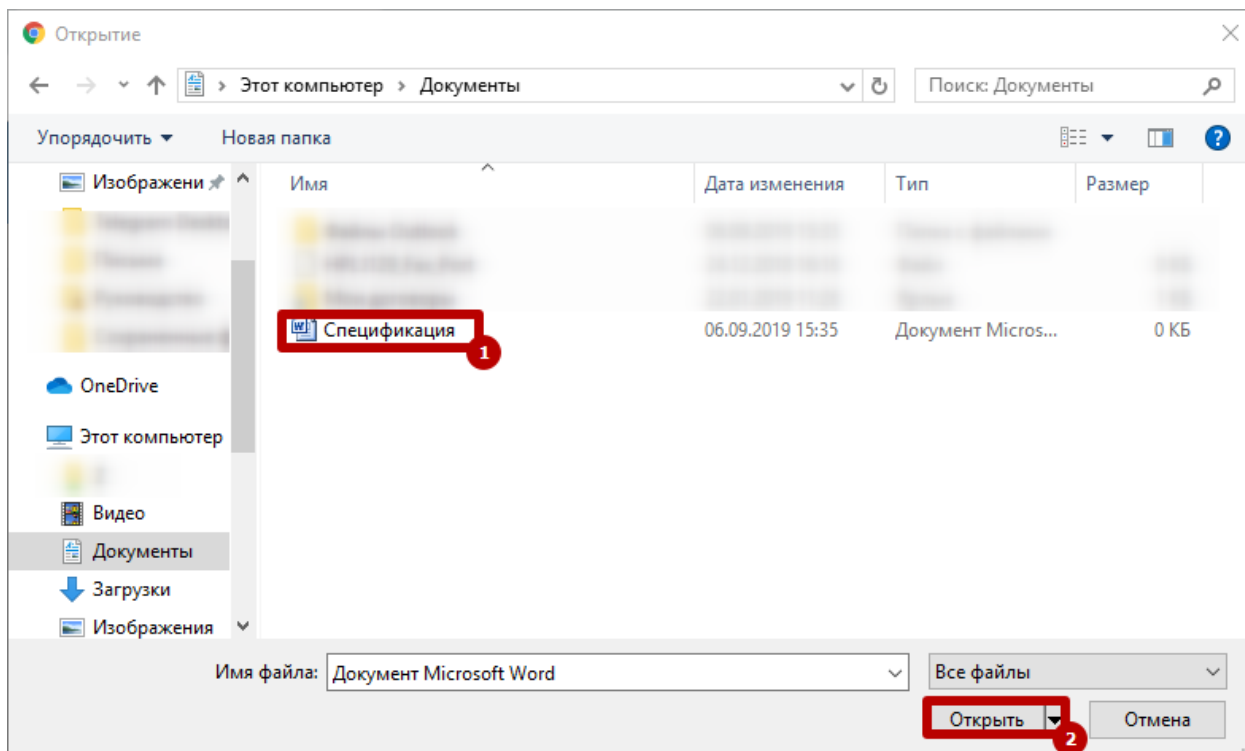 Открытие
Этот компьютер > Документы
Поиск: Документы
Упорядочить
Новая папка
Изображени
Имя
Дата изменения
Тип
Размер
Спецификация
06.09.2019 15:35
Документ Micros...
0 КБ
1
OneDrive
Этот компьютер
Видео
Документы
Загрузки
Изображения
Имя файла:
Документ Microsoft Word
Все файлы
Открыть
2
Отмена